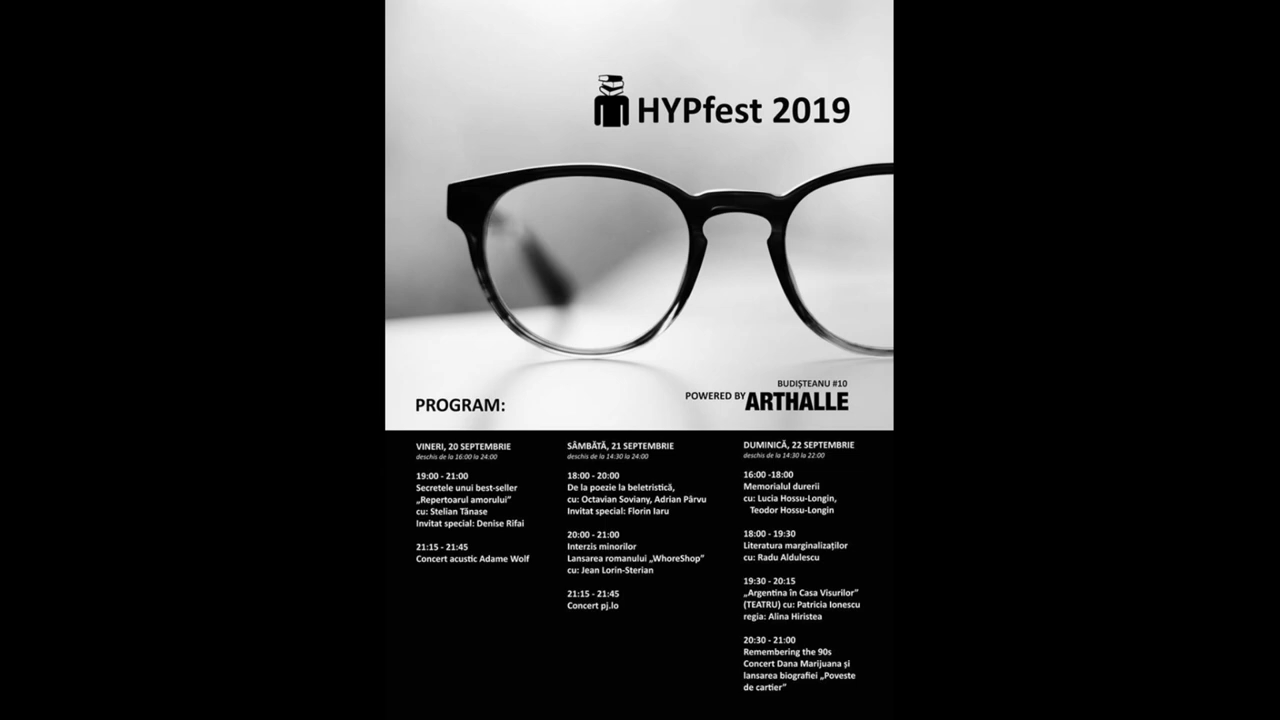 HYPfest 2019
BUDIȘTEANU #10
POWERED BY ARTHALLE
PROGRAM:
VINERI, 20 SEPTEMBRIE
deschis de la 16:00 la 24:00
19:00 - 21:00
Secretele unui best-seller
„Repertoarul amorului”
cu: Stelian Tănase
Invitat special: Denise Rifai
21:15 - 21:45
Concert acustic Adame Wolf
SÂMBĂTĂ, 21 SEPTEMBRIE
deschis de la 14:30 la 24:00
18:00 - 20:00
De la poezie la beletristică,
cu: Octavian Soviany, Adrian Pârvu
Invitat special: Florin Iaru
20:00 - 21:00
Interzis minorilor
Lansarea romanului „WhoreShop”
cu: Jean Lorin-Sterian
21:15 - 21:45
Concert pj.lo
DUMINICĂ, 22 SEPTEMBRIE
deschis de la 14:30 la 22:00
16:00 -18:00
Memorialul durerii
cu: Lucia Hossu-Longin,
Teodor Hossu-Longin
18:00 - 19:30
Literatura marginalizaților
cu: Radu Aldulescu
19:30 - 20:15
„Argentina în Casa Visurilor”
(TEATRU) cu: Patricia Ionescu
regia: Alina Hiristea
20:30 - 21:00
Remembering the 90s
Concert Dana Marijuana și
lansarea biografiei „Poveste
de cartier”